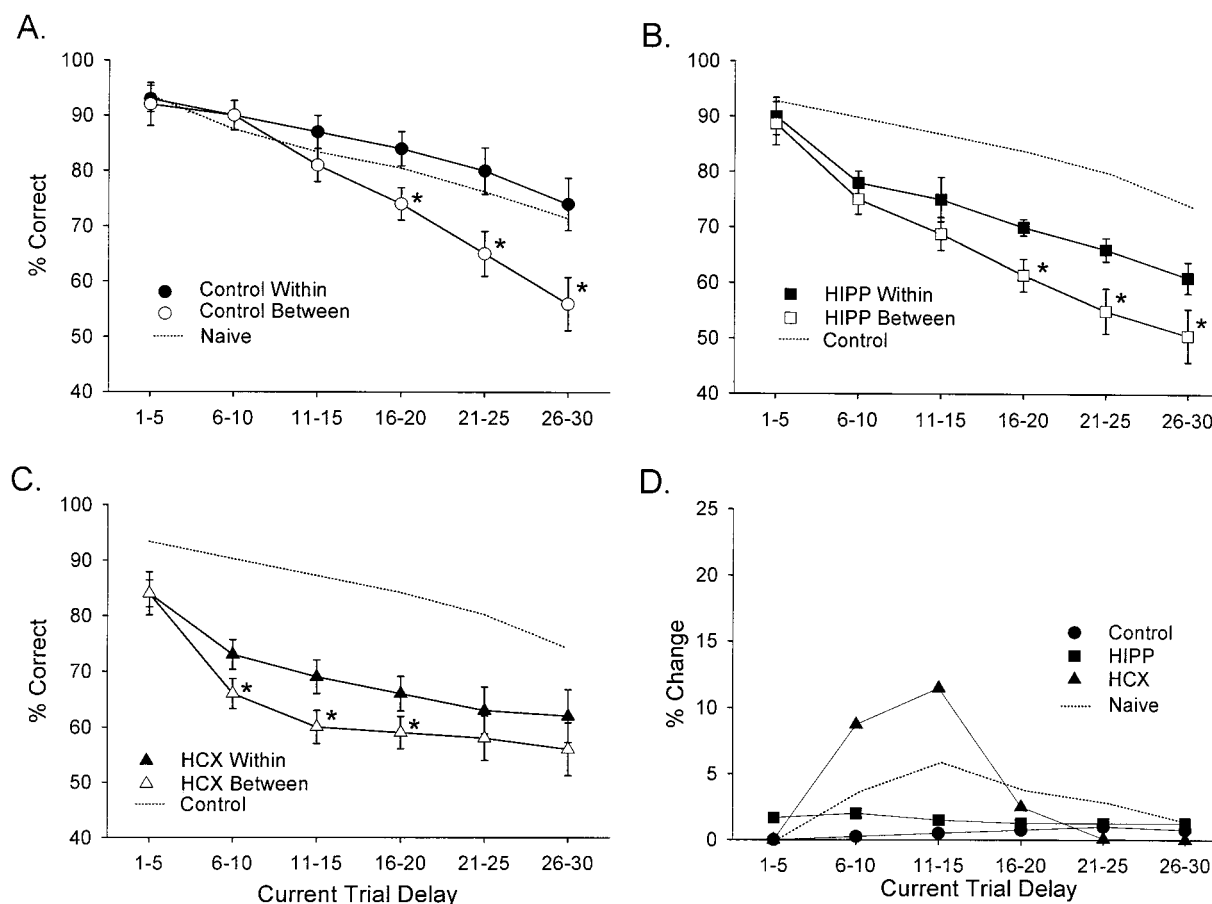 A.
100
90
80
70
60
50
40
% Correct
*
*
*
Control Within
Control Between
Naive
1-5
6-10
11-15
16-20
21-25
26-30
B.
100
90
80
70
60
50
40
*
*
*
HIPP Within
HIPP Between
Control
1-5
6-10
11-15
16-20
21-25
26-30
C.
100
90
80
70
60
50
40
% Correct
*
*
*
HCX Within
HCX Between
Control
1-5
6-10
11-15
16-20
21-25
26-30
Current Trial Delay
D.
25
20
15
10
5
0
% Change
Control
HIPP
HCX
Naive
1-5
6-10
11-15
16-20
21-25
26-30
Current Trial Delay